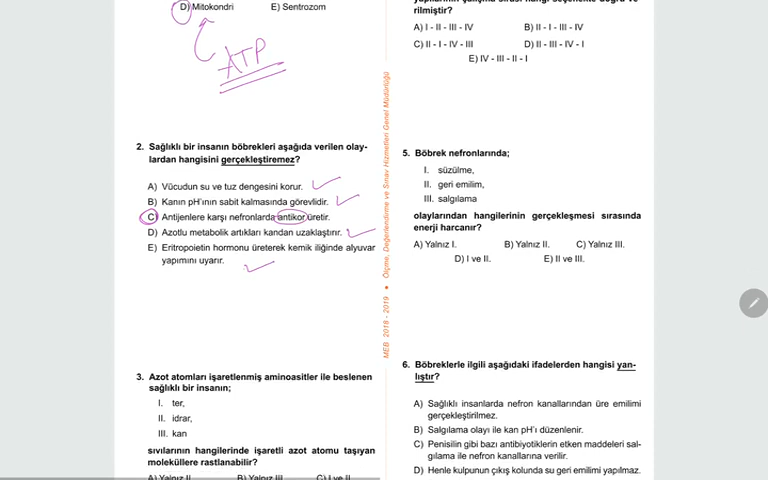 D) Mitokondri E) Sentrozom
ATP
2. Sağlıklı bir insanın böbrekleri aşağıda verilen olay-
lardan hangisini gerçekleştiremez?
A) Vücudun su ve tuz dengesini korur.
B) Kanın pH'ının sabit kalmasında görevlidir.
C) Antijenlere karşı nefronlarda antikor üretir.
D) Azotlu metabolik artıkları kandan uzaklaştırır.
E) Eritropoietin hormonu üreterek kemik iliğinde alyuvar
yapımını uyarır.
3. Azot atomları işaretlenmiş aminoasitler ile beslenen
sağlıklı bir insanın;
I. ter,
II. idrar,
III. kan
sıvılarının hangilerinde işaretli azot atomu taşıyan
moleküllere rastlanabilir?
A) Yalnız II B) Yalnız III C) I ve II
MEB 2018 - 2019 ● Ölçme, Değerlendirme ve Sınav Hizmetleri Genel Müdürlüğü
rilmiştir?
A) I - II - III - IV B) II - I - III - IV
C) II - I - IV - III D) II - III - IV - I
E) IV - III - II - I
5. Böbrek nefronlarında;
I. süzülme,
II. geri emilim,
III. salgılama
olaylarından hangilerinin gerçekleşmesi sırasında
enerji harcanır?
A) Yalnız I. B) Yalnız II. C) Yalnız III.
D) I ve II. E) II ve III.
6. Böbreklerle ilgili aşağıdaki ifadelerden hangisi yan-
lıştır?
A) Sağlıklı insanlarda nefron kanallarından üre emilimi
gerçekleştirilmez.
B) Salgılama olayı ile kan pH'ı düzenlenir.
C) Penisilin gibi bazı antibiyotiklerin etken maddeleri sal-
gılama ile nefron kanallarına verilir.
D) Henle kulpunun çıkış kolunda su geri emilimi yapılmaz.